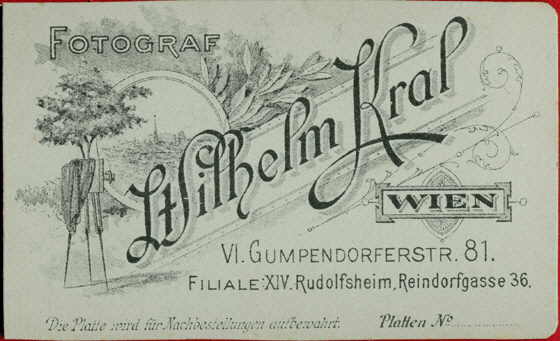 FOTOGRAF
Wilhelm Kral
WIEN
VI. GUMPENDORFERSTR. 81.
FILIALE: XIV. Rudolfsheim, Reindorfgasse 36.
Die Platte wird für Nachbestellungen aufbewahrt. Platten No..............